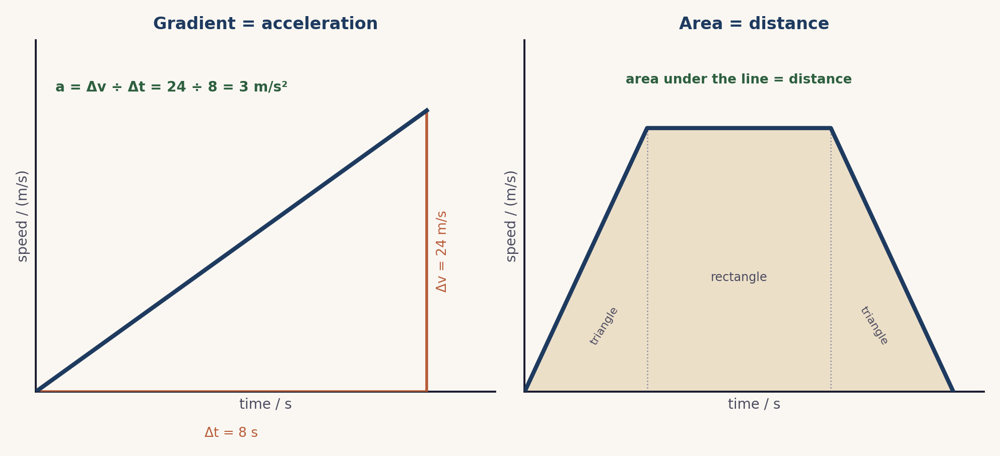 Gradient = acceleration
a = Δv ÷ Δt = 24 ÷ 8 = 3 m/s²
speed / (m/s)
Δv = 24 m/s
time / s
Δt = 8 s
Area = distance
area under the line = distance
speed / (m/s)
rectangle
triangle
triangle
time / s